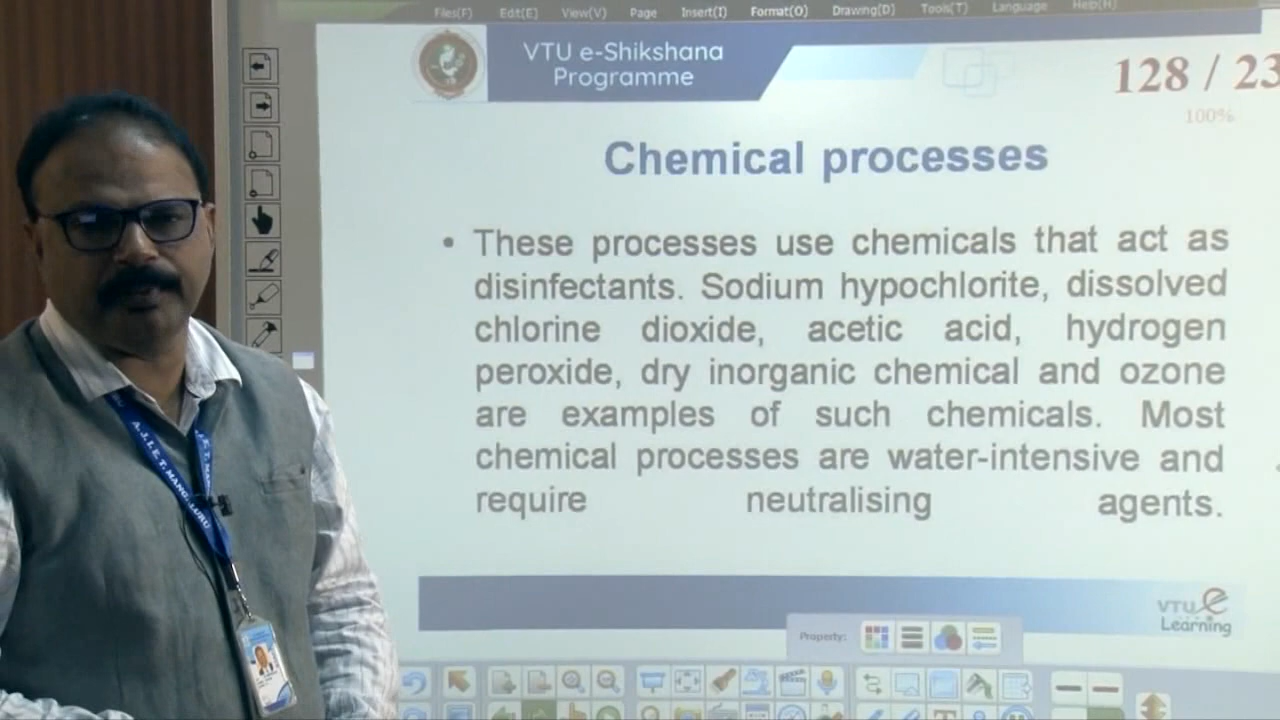 Files(F) Edit(E) View(V) Page Insert(I) Format(O) Drawing(D) Tools(T) Language Help(H)
VTU e-Shikshana
Programme
128 / 23
100%
Chemical processes
• These processes use chemicals that act as
disinfectants. Sodium hypochlorite, dissolved
chlorine dioxide, acetic acid, hydrogen
peroxide, dry inorganic chemical and ozone
are examples of such chemicals. Most
chemical processes are water-intensive and
require neutralising agents.
A.J.I.E.T. MANGALURU
VTU e
Learning
Property: